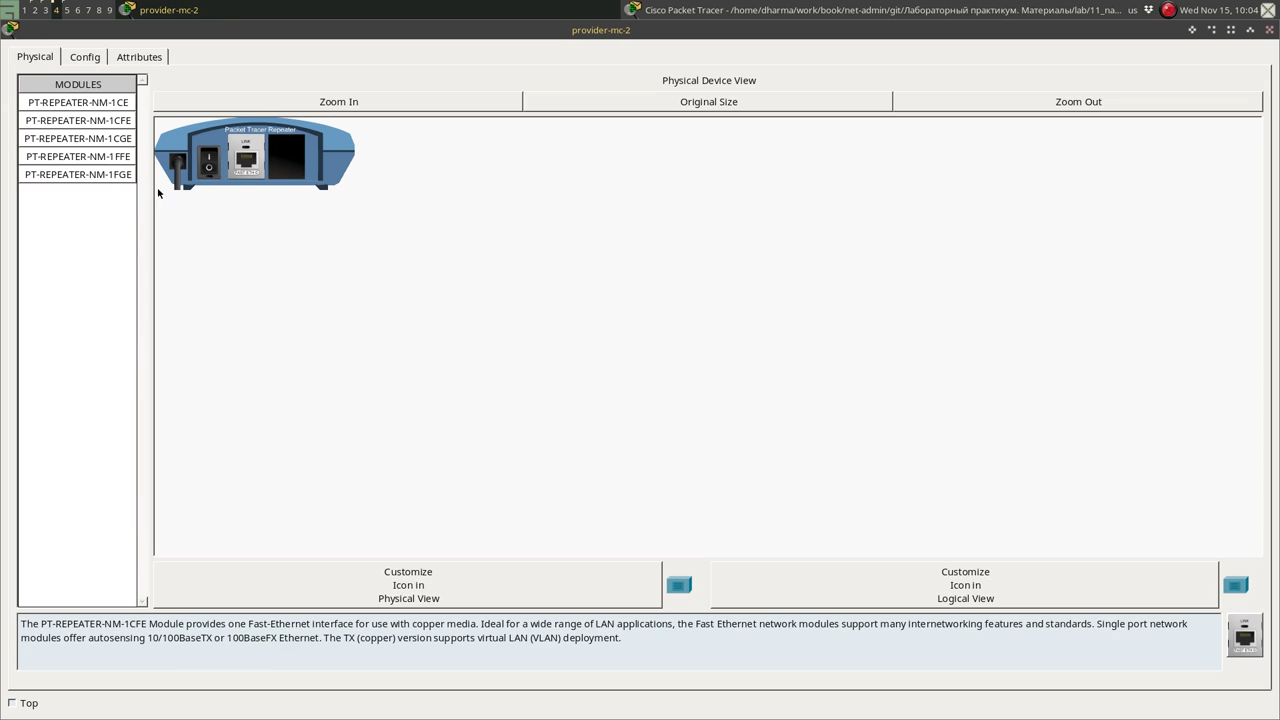 1 2 3 4 5 6 7 8 9
provider-mc-2
Cisco Packet Tracer - /home/dharma/work/book/net-admin/git/Лабораторный практикум. Материалы/lab/11_na...
us
Wed Nov 15, 10:04
provider-mc-2
Physical
Config
Attributes
MODULES
PT-REPEATER-NM-1CE
PT-REPEATER-NM-1CFE
PT-REPEATER-NM-1CGE
PT-REPEATER-NM-1FFE
PT-REPEATER-NM-1FGE
Physical Device View
Zoom In
Original Size
Zoom Out
Packet Tracer Repeater
LINK
FAST ETH 0
Customize
Icon in
Physical View
Customize
Icon in
Logical View
The PT-REPEATER-NM-1CFE Module provides one Fast-Ethernet interface for use with copper media. Ideal for a wide range of LAN applications, the Fast Ethernet network modules support many internetworking features and standards. Single port network
modules offer autosensing 10/100BaseTX or 100BaseFX Ethernet. The TX (copper) version supports virtual LAN (VLAN) deployment.
LINK
Top